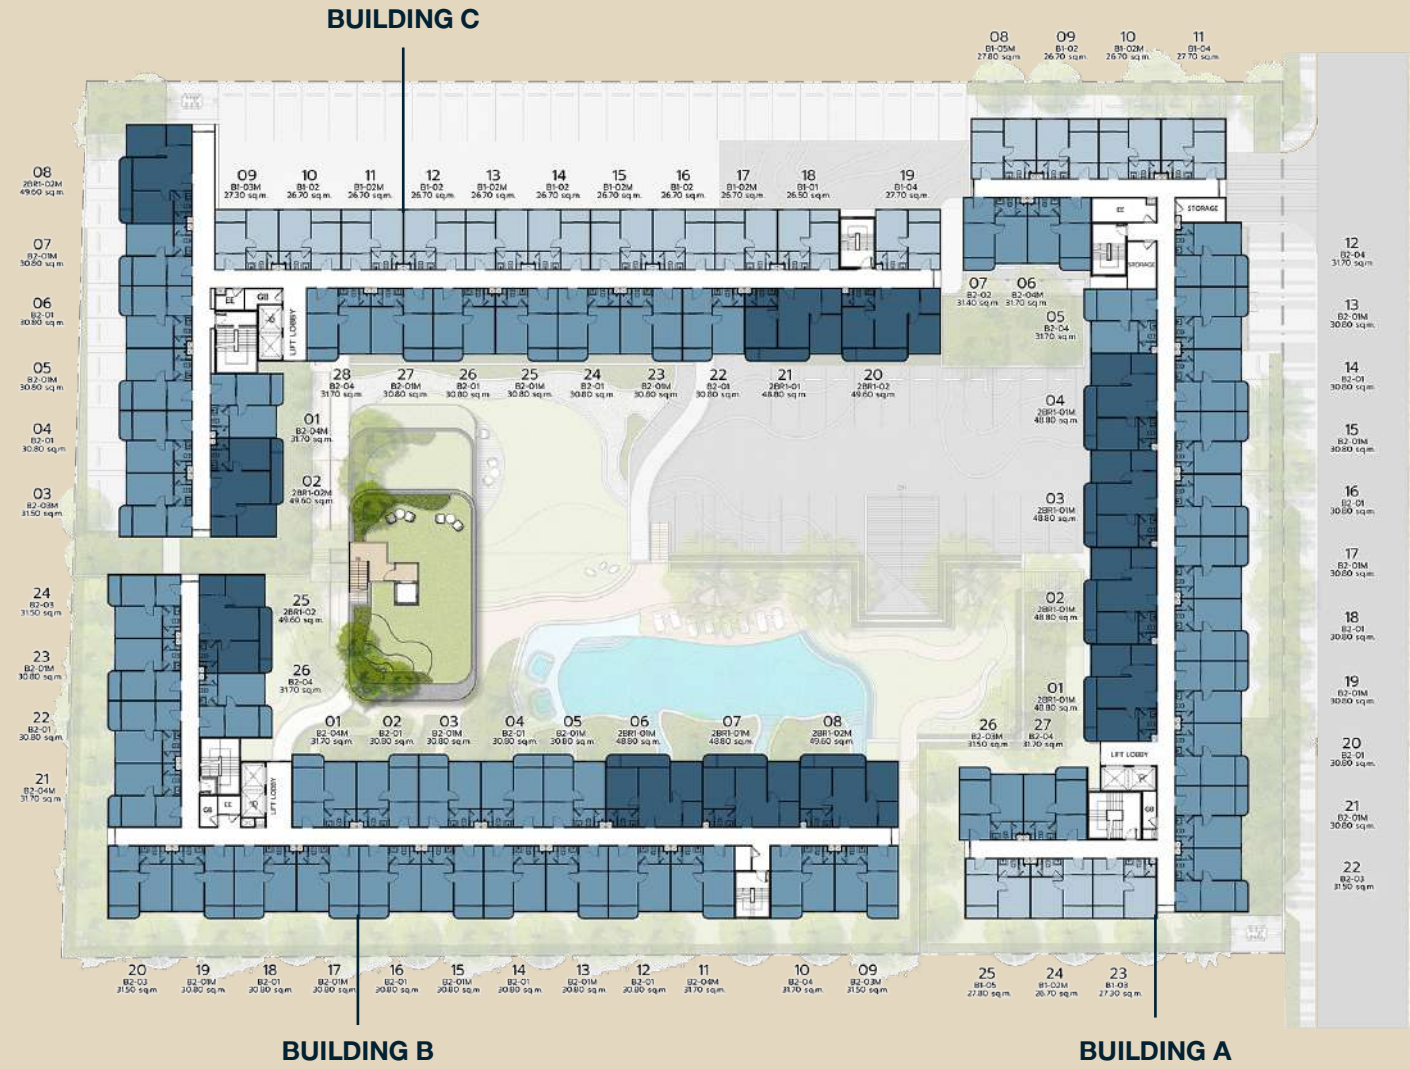 BUILDING C
08
B1-05M
27.80 sq.m.
09
B1-02
26.70 sq.m.
10
B1-02M
26.70 sq.m.
11
B1-04
27.70 sq.m.
08
2BR1-02M
49.60 sq.m.
07
B2-01M
30.80 sq.m.
06
B2-01
30.80 sq.m.
05
B2-01M
30.80 sq.m.
04
B2-01
30.80 sq.m.
03
B2-03M
31.50 sq.m.
09
B1-03M
27.30 sq.m.
10
B1-02
26.70 sq.m.
11
B1-02M
26.70 sq.m.
12
B1-02
26.70 sq.m.
13
B1-02M
26.70 sq.m.
14
B1-02
26.70 sq.m.
15
B1-02M
26.70 sq.m.
16
B1-02
26.70 sq.m.
17
B1-02M
26.70 sq.m.
18
B1-01
26.50 sq.m.
19
B1-04
27.70 sq.m.
EE
GB
LIFT LOBBY
28
B2-04
31.70 sq.m.
27
B2-01M
30.80 sq.m.
26
B2-01
30.80 sq.m.
25
B2-01M
30.80 sq.m.
24
B2-01
30.80 sq.m.
23
B2-01M
30.80 sq.m.
22
B2-01
30.80 sq.m.
21
2BR1-01
48.80 sq.m.
20
2BR1-02
49.60 sq.m.
01
B2-04M
31.70 sq.m.
02
2BR1-02M
49.60 sq.m.
EE
STORAGE
STORAGE
07
B2-02
31.40 sq.m.
06
B2-04M
31.70 sq.m.
05
B2-04
31.70 sq.m.
04
2BR1-01M
48.80 sq.m.
03
2BR1-01M
48.80 sq.m.
02
2BR1-01M
48.80 sq.m.
01
2BR1-01M
48.80 sq.m.
12
B2-04
31.70 sq.m.
13
B2-01M
30.80 sq.m.
14
B2-01
30.80 sq.m.
15
B2-01M
30.80 sq.m.
16
B2-01
30.80 sq.m.
17
B2-01M
30.80 sq.m.
18
B2-01
30.80 sq.m.
19
B2-01M
30.80 sq.m.
20
B2-01
30.80 sq.m.
21
B2-01M
30.80 sq.m.
22
B2-03
31.50 sq.m.
24
B2-03
31.50 sq.m.
23
B2-01M
30.80 sq.m.
22
B2-01
30.80 sq.m.
21
B2-04M
31.70 sq.m.
25
2BR1-02
49.60 sq.m.
26
B2-04
31.70 sq.m.
01
B2-04M
31.70 sq.m.
02
B2-01
30.80 sq.m.
03
B2-01M
30.80 sq.m.
04
B2-01
30.80 sq.m.
05
B2-01M
30.80 sq.m.
06
2BR1-01M
48.80 sq.m.
07
2BR1-01M
48.80 sq.m.
08
2BR1-02M
49.60 sq.m.
26
B2-03M
31.50 sq.m.
27
B2-04
31.70 sq.m.
LIFT LOBBY
GB
GB
EE
LIFT LOBBY
20
B2-03
31.50 sq.m.
19
B2-01M
30.80 sq.m.
18
B2-01
30.80 sq.m.
17
B2-01M
30.80 sq.m.
16
B2-01
30.80 sq.m.
15
B2-01M
30.80 sq.m.
14
B2-01
30.80 sq.m.
13
B2-01M
30.80 sq.m.
12
B2-01
30.80 sq.m.
11
B2-04M
31.70 sq.m.
10
B2-04
31.70 sq.m.
09
B2-03M
31.50 sq.m.
25
B1-05
27.80 sq.m.
24
B1-02M
26.70 sq.m.
23
B1-03
27.30 sq.m.
BUILDING B
BUILDING A